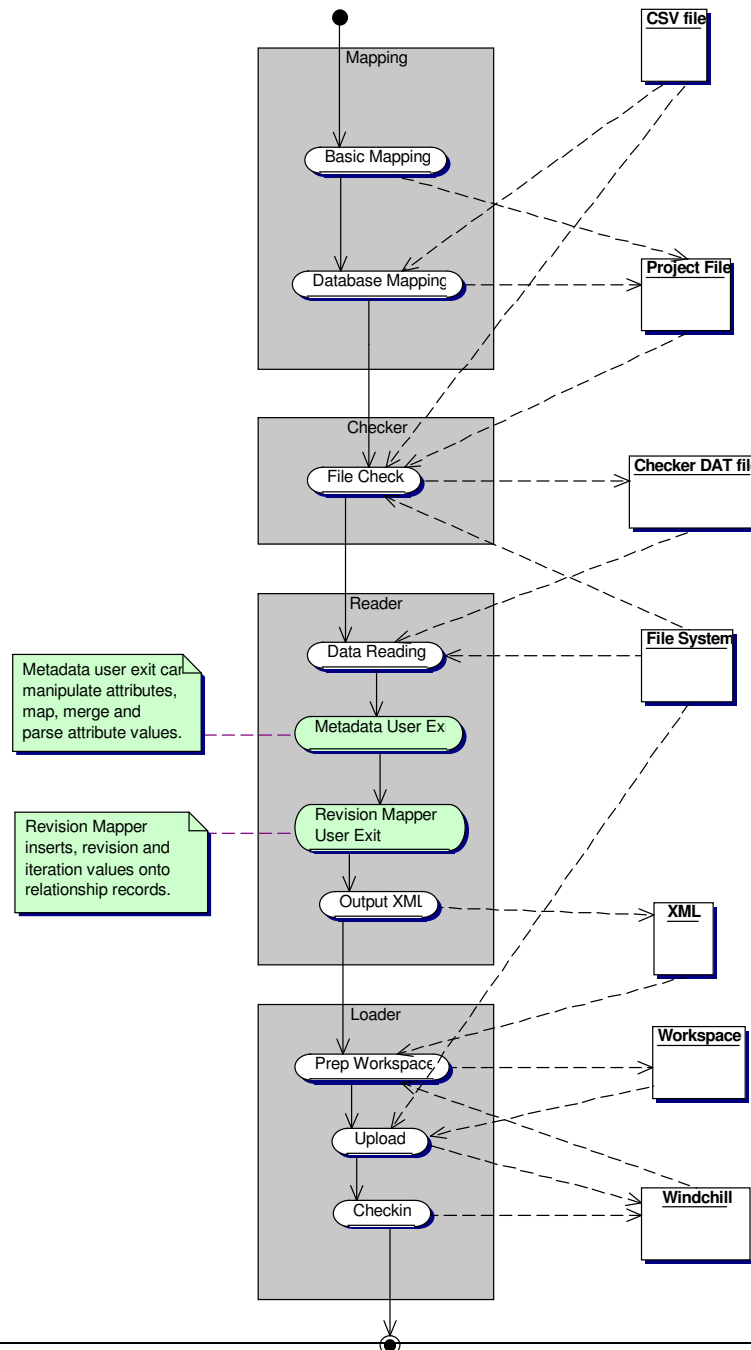 CSV file
Mapping
Basic Mapping
Database Mapping
Project File
Checker
File Check
Checker DAT file
Reader
Data Reading
File System
Metadata user exit can
manipulate attributes,
map, merge and
parse attribute values.
Metadata User Ex
Revision Mapper
User Exit
Revision Mapper
inserts, revision and
iteration values onto
relationship records.
Output XML
XML
Loader
Prep Workspace
Workspace
Upload
Checkin
Windchill